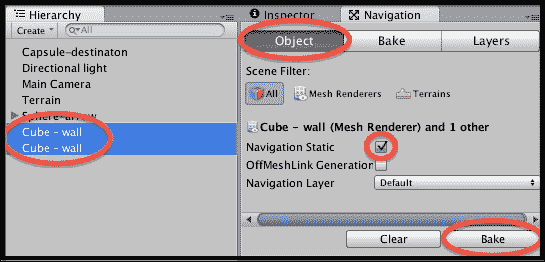 Hierarchy
Create
All
Capsule-destinaton
Directional light
Main Camera
Terrain
Sphere-arrow
Cube - wall
Cube - wall
Inspector
Navigation
Object
Bake
Layers
Scene Filter:
All
Mesh Renderers
Terrains
Cube - wall (Mesh Renderer) and 1 other
Navigation Static
OffMeshLink Generation
Navigation Layer
Default
Clear
Bake